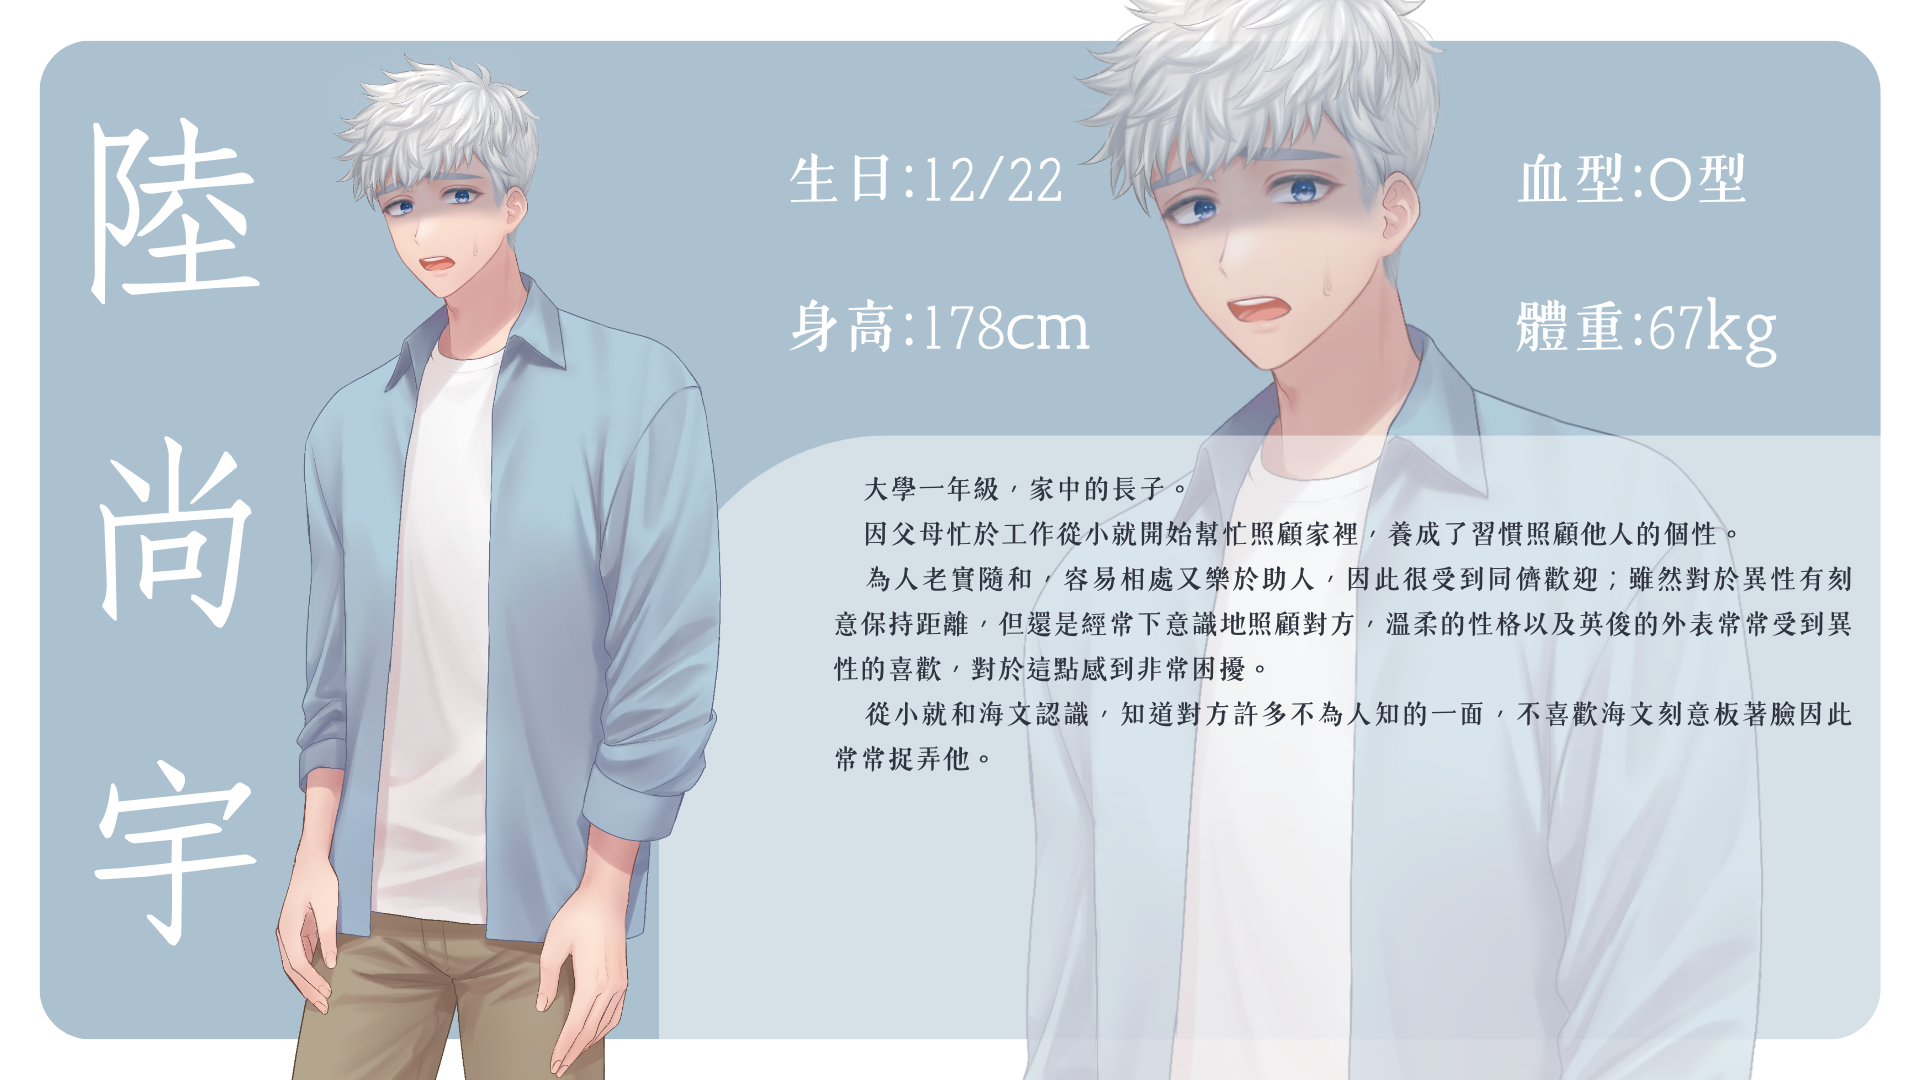 陸尚宇
生日:12/22
血型:O型
身高:178cm
體重:67kg
大學一年級，家中的長子。
因父母忙於工作從小就開始幫忙照顧家裡，養成了習慣照顧他人的個性。
為人老實隨和，容易相處又樂於助人，因此很受到同儕歡迎；雖然對於異性有刻
意保持距離，但還是經常下意識地照顧對方，溫柔的性格以及英俊的外表常常受到異
性的喜歡，對於這點感到非常困擾。
從小就和海文認識，知道對方許多不為人知的一面，不喜歡海文刻意板著臉因此
常常捉弄他。